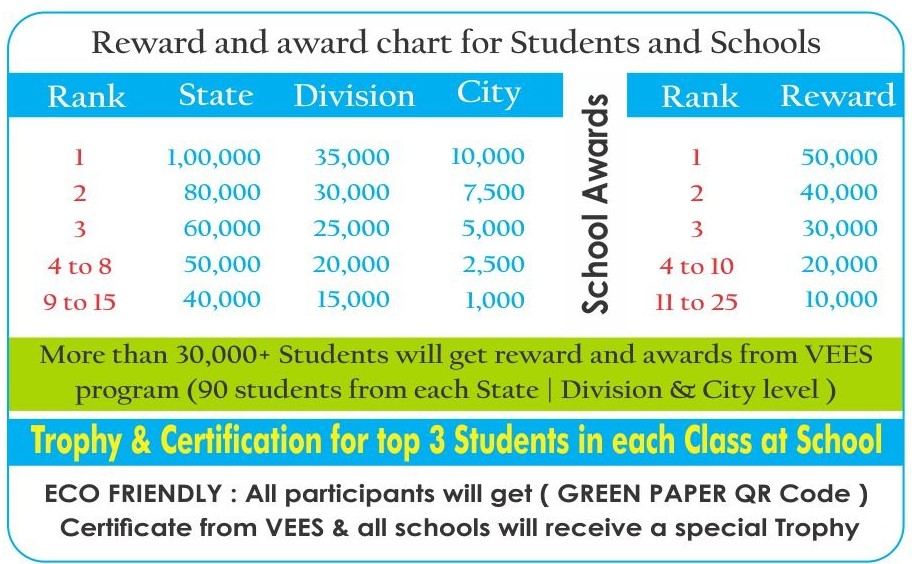 Reward and award chart for Students and Schools
Rank State Division City
1 1,00,000 35,000 10,000
2 80,000 30,000 7,500
3 60,000 25,000 5,000
4 to 8 50,000 20,000 2,500
9 to 15 40,000 15,000 1,000
School Awards
Rank Reward
1 50,000
2 40,000
3 30,000
4 to 10 20,000
11 to 25 10,000
More than 30,000+ Students will get reward and awards from VEES
program (90 students from each State | Division & City level )
Trophy & Certification for top 3 Students in each Class at School
ECO FRIENDLY : All participants will get ( GREEN PAPER QR Code )
Certificate from VEES & all schools will receive a special Trophy